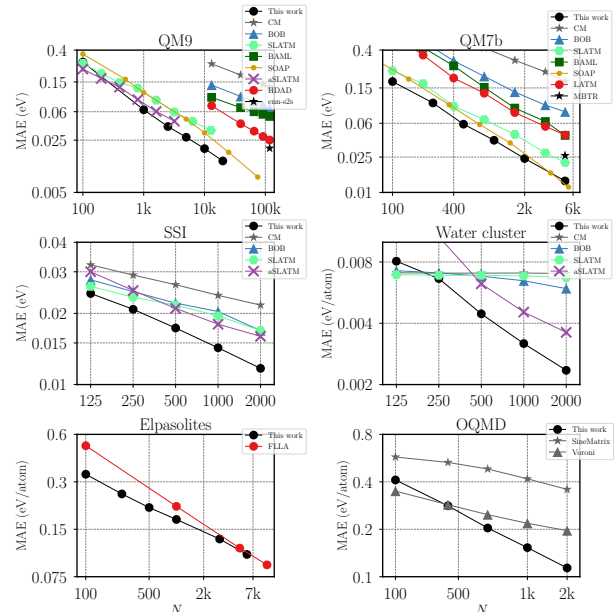 QM9
MAE (eV)
0.4
0.15
0.06
0.025
0.005
100
1k
10k
100k
This work
CM
BOB
SLATM
BAML
SOAP
aSLATM
HDAD
enn-s2s
QM7b
MAE (eV)
0.4
0.15
0.06
0.025
0.01
100
400
2k
6k
This work
CM
BOB
SLATM
BAML
SOAP
LATM
MBTR
SSI
MAE (eV)
0.04
0.03
0.02
0.01
125
250
500
1000
2000
This work
CM
BOB
SLATM
aSLATM
Water cluster
MAE (eV/atom)
0.008
0.004
0.002
125
250
500
1000
2000
This work
CM
BOB
SLATM
aSLATM
Elpasolites
MAE (eV/atom)
0.6
0.3
0.15
0.075
100
500
2k
7k
N
This work
FLLA
OQMD
MAE (eV/atom)
0.8
0.4
0.2
0.1
100
500
1k
2k
N
This work
SineMatrix
Voroni